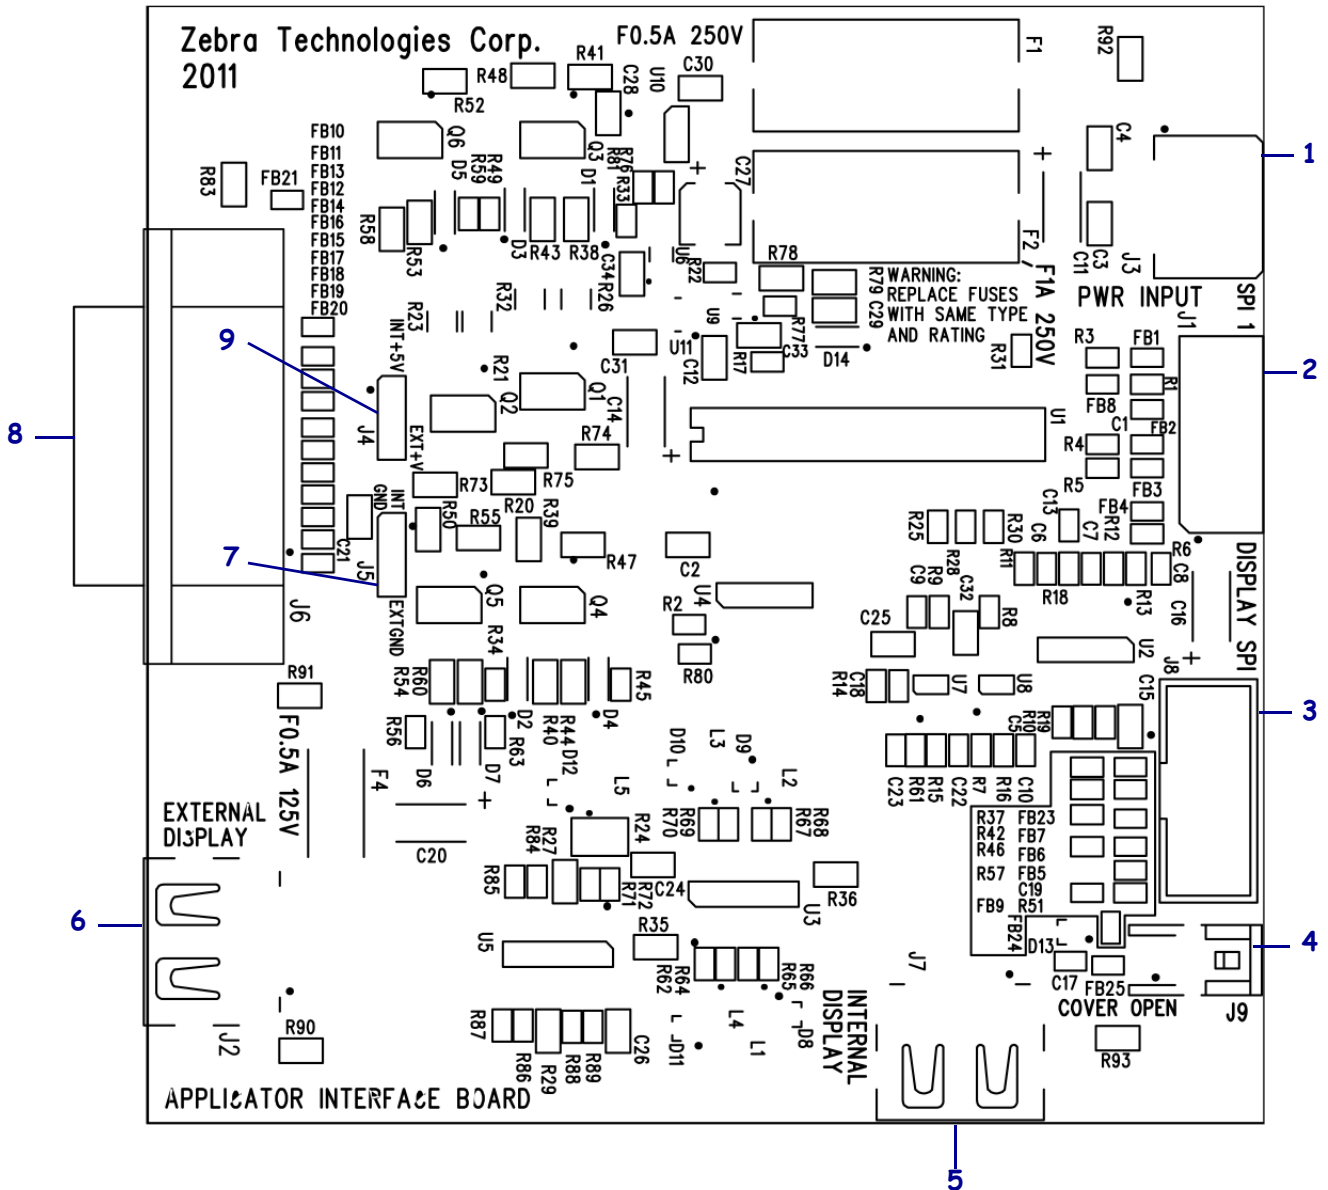 Zebra Technologies Corp.
2011
F0.5A 250V
F1
R92
R48
R41
C28
U10
C30
R52
C4
1
FB10
FB11
FB13
FB12
FB14
FB16
FB15
FB17
FB18
FB19
FB20
R83
FB21
Q6
D5
R59
R49
Q3
R81
R76
D1
R33
C27
R58
R53
D3
R43
R38
C34
R26
U6
R22
R78
F2
R79
C29
C11
C3
J3
WARNING:
REPLACE FUSES
WITH SAME TYPE
AND RATING
F1A 250V
PWR INPUT
SPI 1
J1
R23
R32
U9
R77
C33
R17
U11
C12
D14
R31
R3
FB1
9
INT+5V
C31
R21
Q1
Q2
C14
U1
FB8
R1
C1
FB2
2
8
J4
EXT+V
R74
R4
R5
FB3
R73
R75
R20
INT
GND
R50
R55
R39
R47
C2
R25
R28
R30
C13
C6
C7
R12
FB4
R6
7
C21
J5
EXTGND
J6
Q5
Q4
R34
U4
R2
R80
R11
C9
R9
C32
R8
R18
R13
C8
C16
DISPLAY SPI
C25
U2
J8
R91
R54
R60
R45
R14
C18
U7
U8
C15
3
R56
D2
R40
R44
D12
D4
R63
D6
D7
F0.5A 125V
F4
L5
D10
L3
D9
L2
R10
C5
R19
C23
R61
R15
C22
R7
R16
C10
EXTERNAL
DISPLAY
C20
R84
R27
R24
R70
R69
R67
R68
R37 FB23
R42 FB7
R46 FB6
R57 FB5
C19
FB9 R51
FB24
R85
R71
R72
C24
R36
U3
6
U5
R35
R62
R64
R65
R66
J7
D13
C17
FB25
4
COVER OPEN
J9
INTERNAL
DISPLAY
J2
R90
R87
R86
R29
R88
R89
C26
D11
L4
L1
D8
R93
APPLICATOR INTERFACE BOARD
5